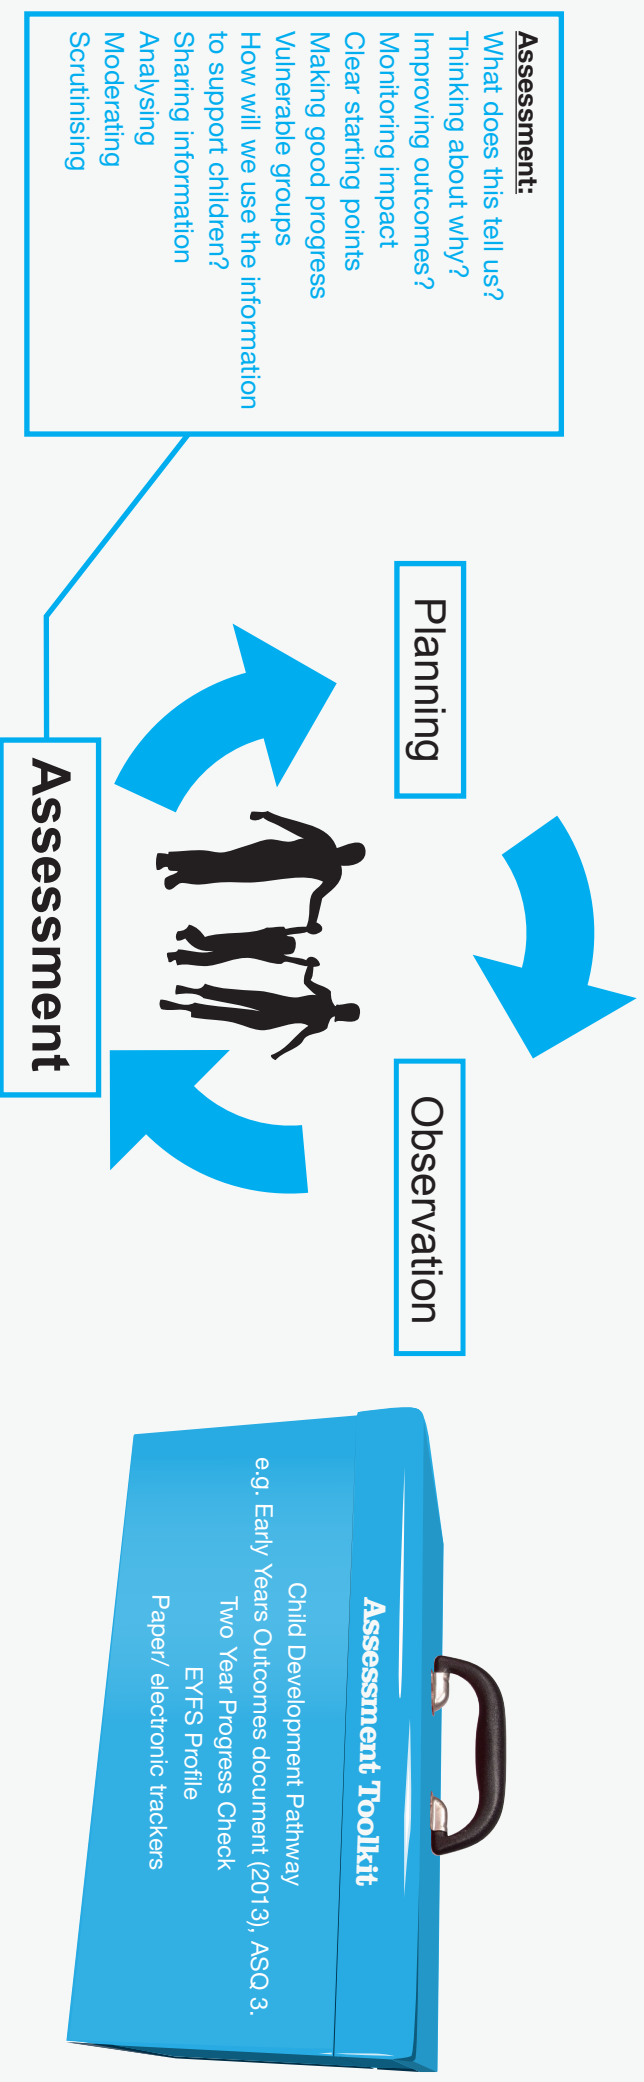 Assessment:
What does this tell us?
Thinking about why?
Improving outcomes?
Monitoring impact
Clear starting points
Making good progress
Vulnerable groups
How will we use the information
to support children?
Sharing information
Analysing
Moderating
Scrutinising
Planning
Observation
Assessment
Assessment Toolkit
Child Development Pathway
e.g. Early Years Outcomes document (2013), ASQ 3.
Two Year Progress Check
EYFS Profile
Paper/ electronic trackers